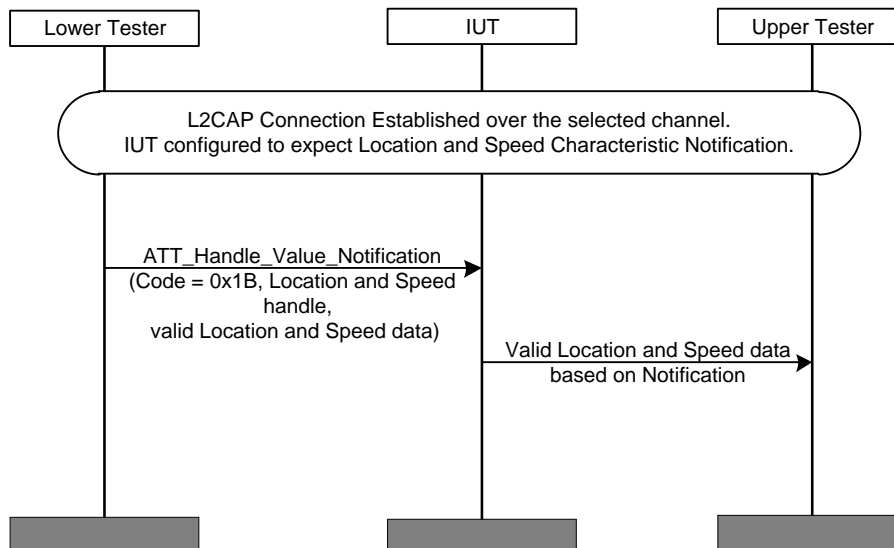 Lower Tester
IUT
Upper Tester
L2CAP Connection Established over the selected channel.
IUT configured to expect Location and Speed Characteristic Notification.
ATT_Handle_Value_Notification
(Code = 0x1B, Location and Speed
handle,
valid Location and Speed data)
Valid Location and Speed data
based on Notification